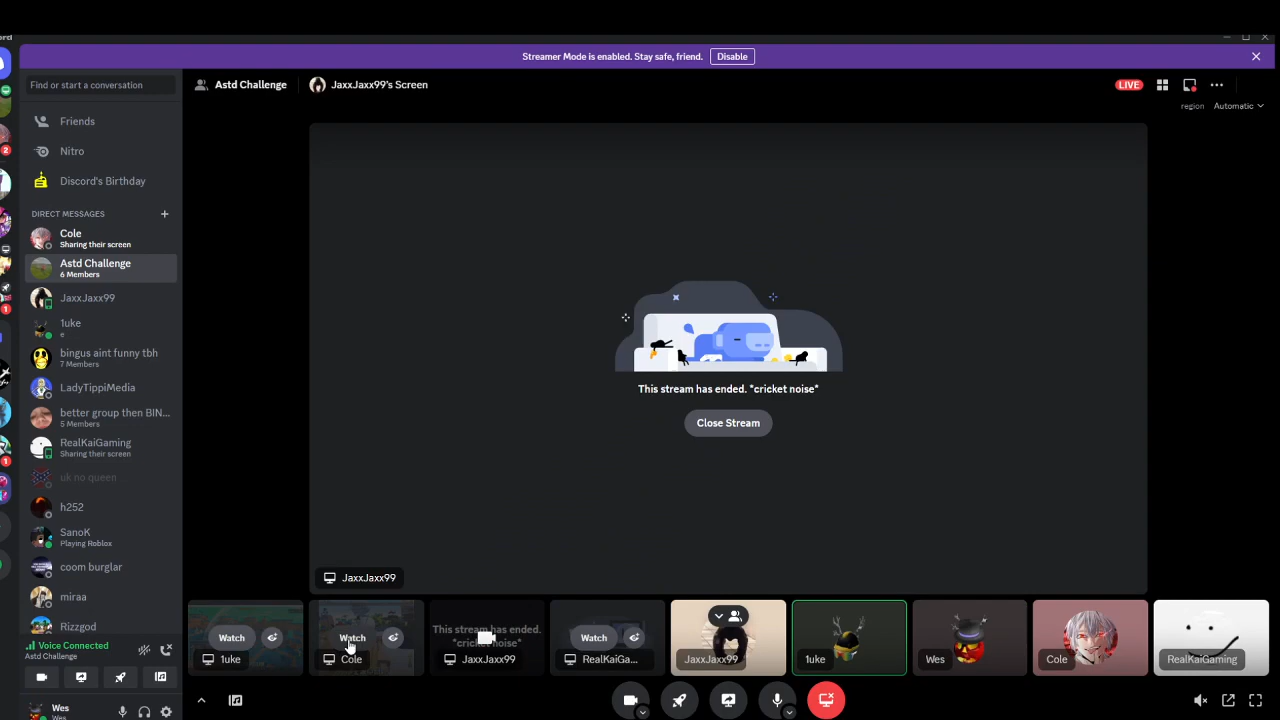 Streamer Mode is enabled. Stay safe, friend.
Disable
Find or start a conversation
Astd Challenge
JaxxJaxx99's Screen
LIVE
region
Automatic
Friends
Nitro
Discord's Birthday
DIRECT MESSAGES
Cole
Sharing their screen
Astd Challenge
6 Members
JaxxJaxx99
1uke
e
bingus aint funny tbh
7 Members
LadyTippiMedia
better group then BIN...
5 Members
RealKaiGaming
Sharing their screen
uk no queen
h252
SanoK
Playing Roblox
coom burglar
miraa
Rizzgod
Voice Connected
Astd Challenge
Wes
Wes
This stream has ended. *cricket noise*
Close Stream
JaxxJaxx99
Watch
1uke
Watch
Cole
This stream has ended.
*cricket noise*
JaxxJaxx99
Watch
RealKaiGa...
JaxxJaxx99
1uke
Wes
Cole
RealKaiGaming
2
1
1